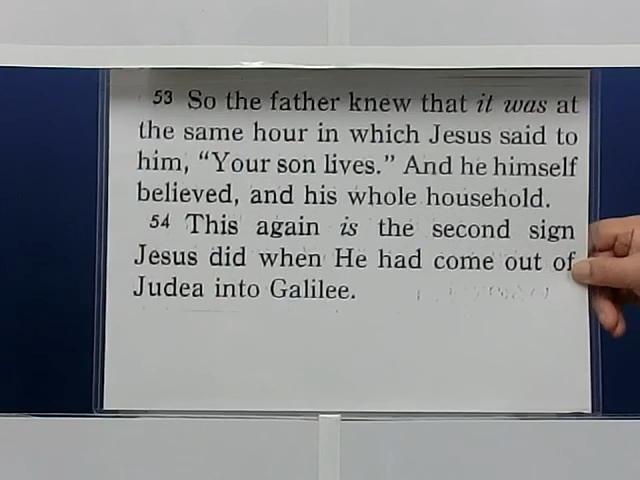 53 So the father knew that it was at
the same hour in which Jesus said to
him, “Your son lives.” And he himself
believed, and his whole household.
54 This again is the second sign
Jesus did when He had come out of
Judea into Galilee.